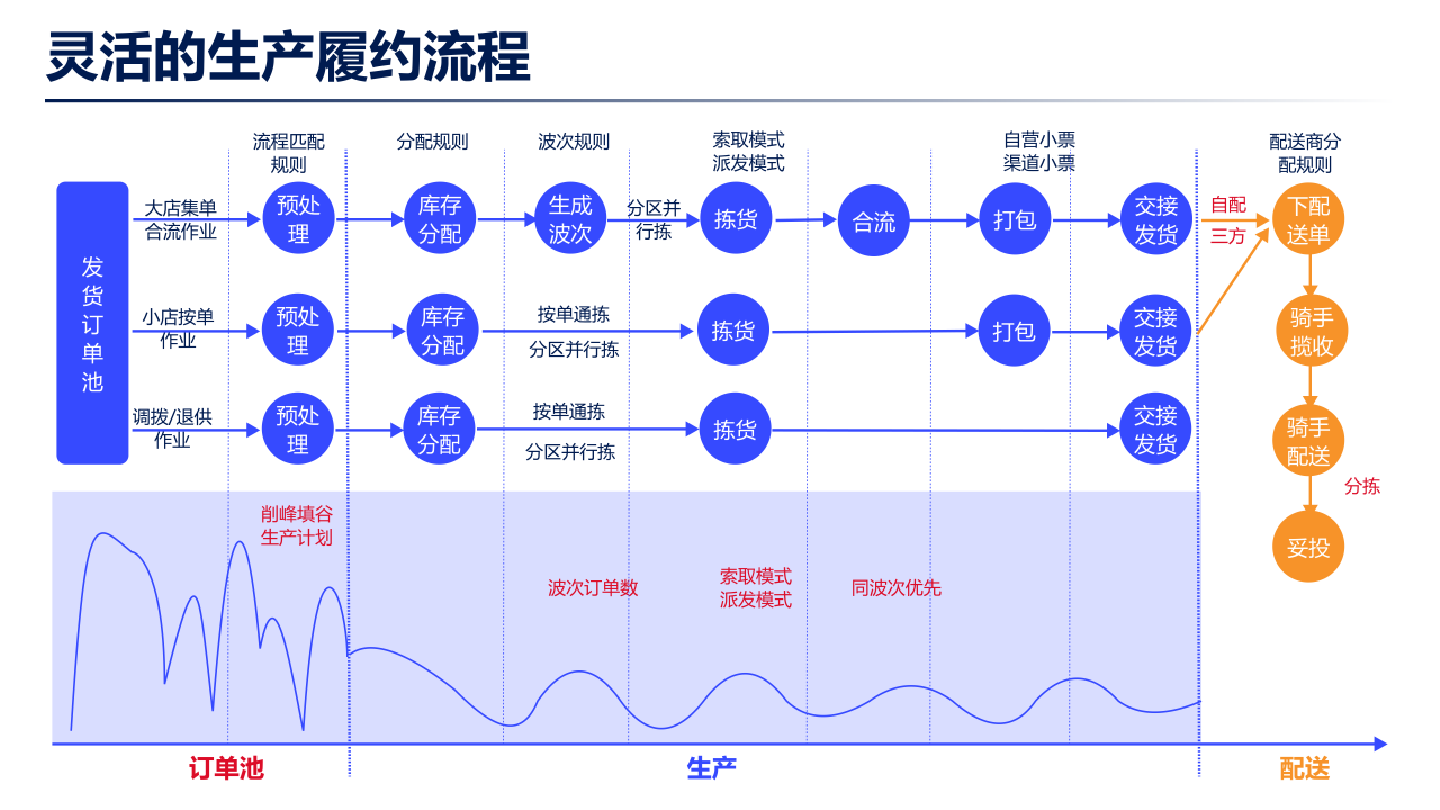 灵活的生产履约流程
流程匹配
规则
分配规则
波次规则
索取模式
派发模式
自营小票
渠道小票
配送商分
配规则
发
货
订
单
池
大店集单
合流作业
预处
理
库存
分配
生成
波次
分区并
行拣
拣货
合流
打包
交接
发货
自配
三方
下配
送单
小店按单
作业
预处
理
库存
分配
按单通拣
分区并行拣
拣货
打包
交接
发货
骑手
揽收
调拨/退供
作业
预处
理
库存
分配
按单通拣
分区并行拣
拣货
交接
发货
骑手
配送
分拣
妥投
削峰填谷
生产计划
波次订单数
索取模式
派发模式
同波次优先
订单池
生产
配送